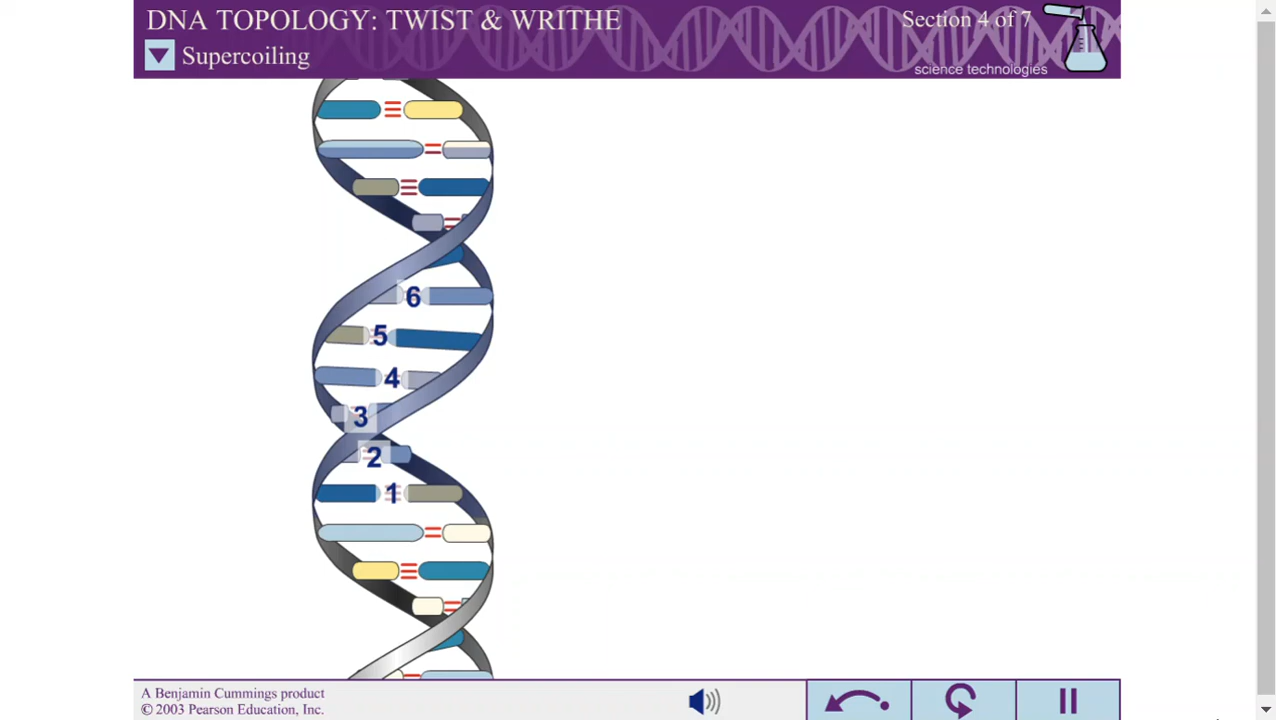 DNA TOPOLOGY: TWIST & WRITHE
Section 4 of 7
Supercoiling
science technologies
6
5
4
3
2
1
A Benjamin Cummings product
© 2003 Pearson Education, Inc.